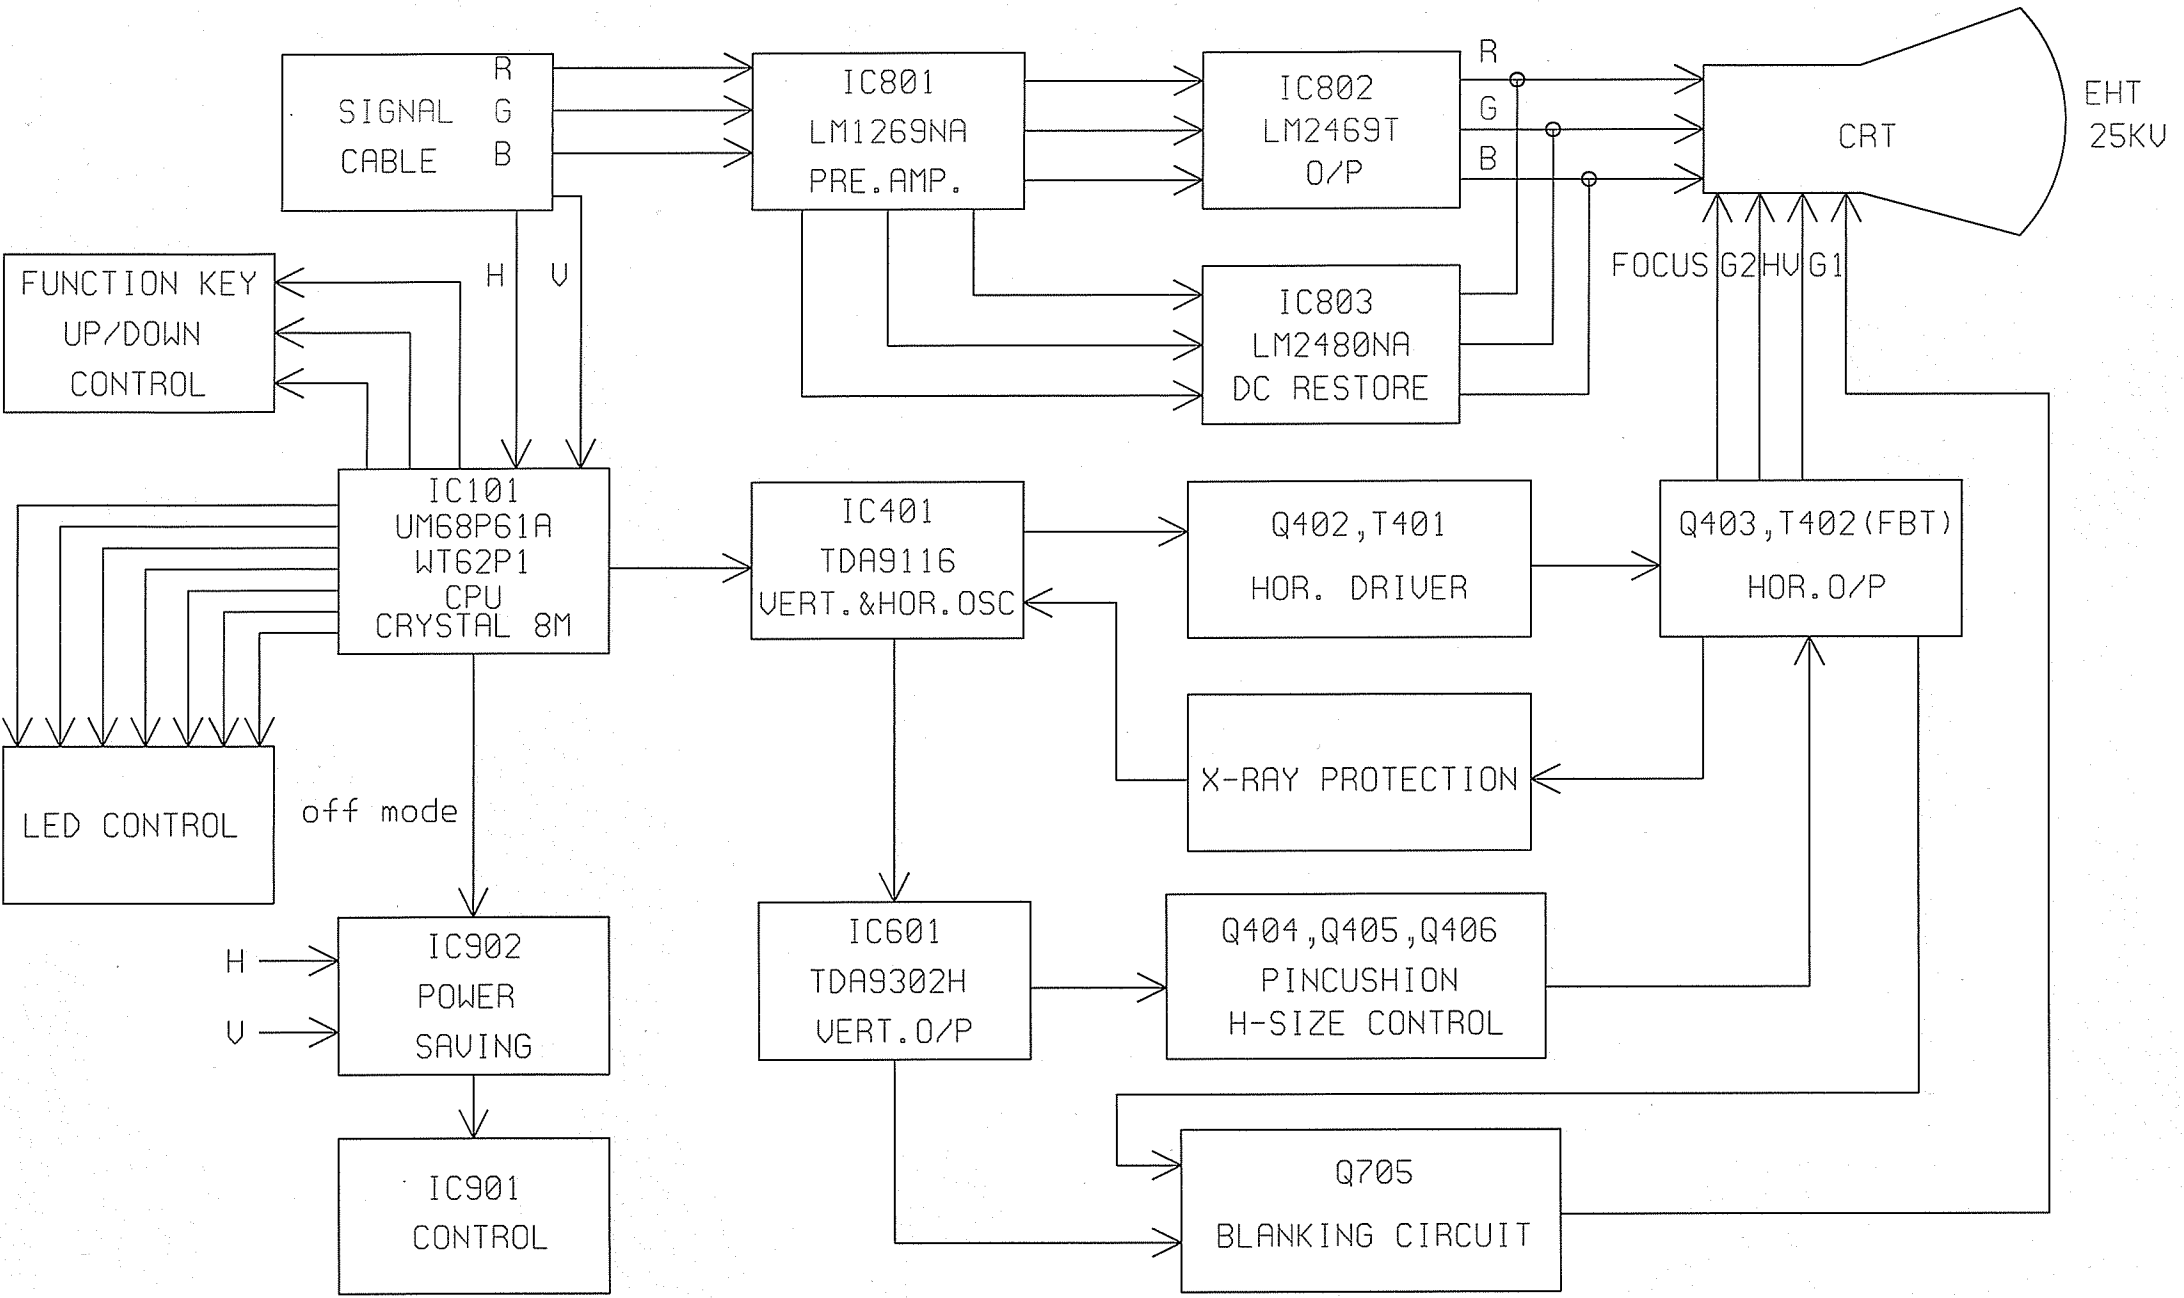 SIGNAL
CABLE
R
G
B
IC801
LM1269NA
PRE.AMP.
IC802
LM2469T
O/P
R
G
B
CRT
EHT
25KV
H
V
FUNCTION KEY
UP/DOWN
CONTROL
IC803
LM2480NA
DC RESTORE
FOCUS G2 HV G1
IC101
UM68P61A
WT62P1
CPU
CRYSTAL 8M
IC401
TDA9116
VERT.&HOR.OSC
Q402,T401
HOR. DRIVER
Q403,T402(FBT)
HOR.O/P
X-RAY PROTECTION
LED CONTROL
off mode
H
V
IC902
POWER
SAVING
IC601
TDA9302H
VERT.O/P
Q404,Q405,Q406
PINCUSHION
H-SIZE CONTROL
IC901
CONTROL
Q705
BLANKING CIRCUIT